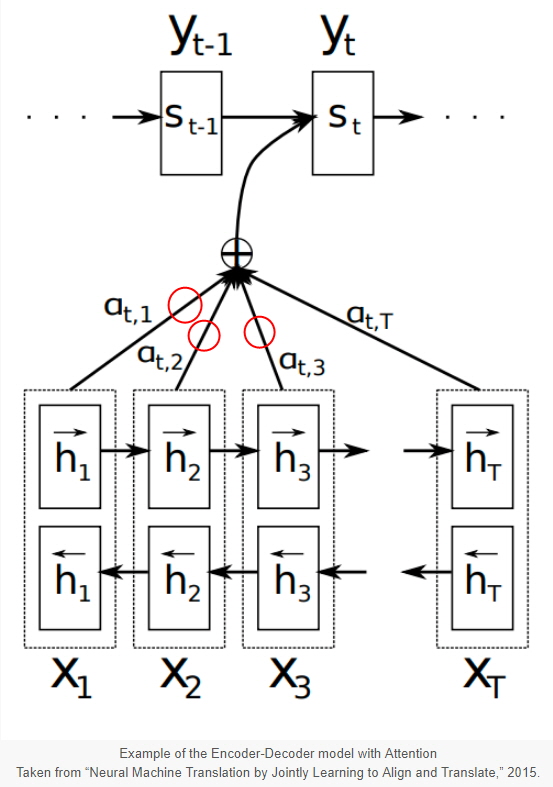 y_{t-1} y_t
. . . s_{t-1} s_t . . .
a_{t,1} a_{t,T}
a_{t,2} a_{t,3}
\overrightarrow{h}_1 \overrightarrow{h}_2 \overrightarrow{h}_3 \overrightarrow{h}_T
\overleftarrow{h}_1 \overleftarrow{h}_2 \overleftarrow{h}_3 \overleftarrow{h}_T
x_1 x_2 x_3 x_T
Example of the Encoder-Decoder model with Attention
Taken from “Neural Machine Translation by Jointly Learning to Align and Translate,” 2015.